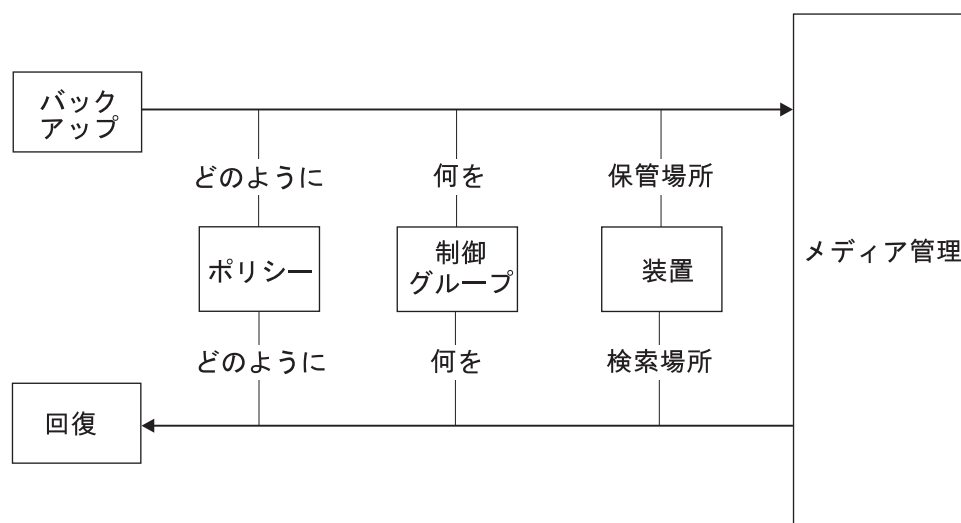 バック
アップ
どのように
何を
保管場所
ポリシー
制御
グループ
装置
メディア管理
どのように
何を
検索場所
回復